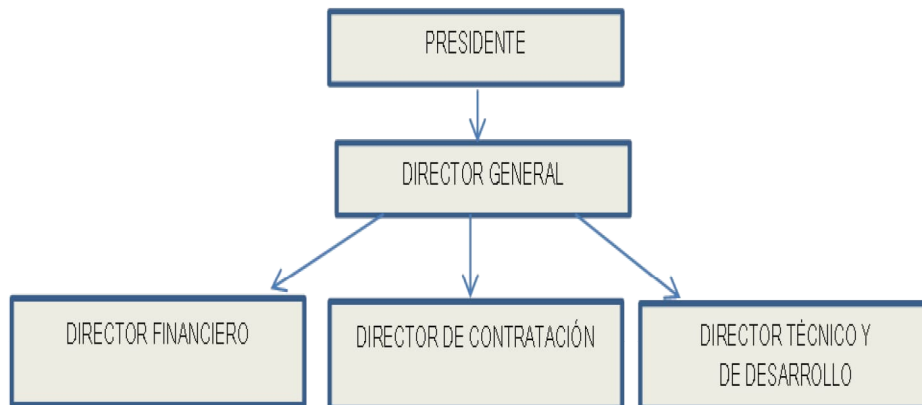 PRESIDENTE
DIRECTOR GENERAL
DIRECTOR FINANCIERO
DIRECTOR DE CONTRATACIÓN
DIRECTOR TÉCNICO Y
DE DESARROLLO